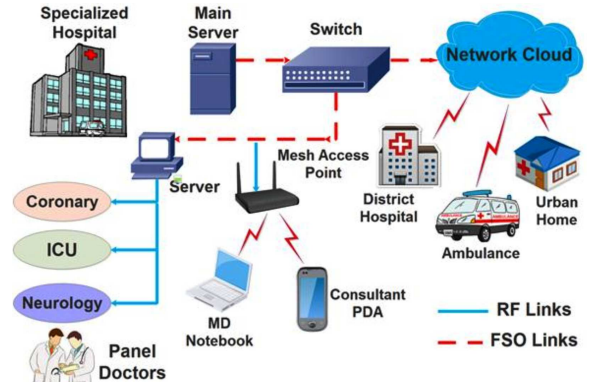 Specialized
Hospital
Main
Server
Switch
Network Cloud
Server
Mesh Access
Point
District
Hospital
Ambulance
Urban
Home
Coronary
ICU
Neurology
MD
Notebook
Consultant
PDA
Panel
Doctors
RF Links
FSO Links